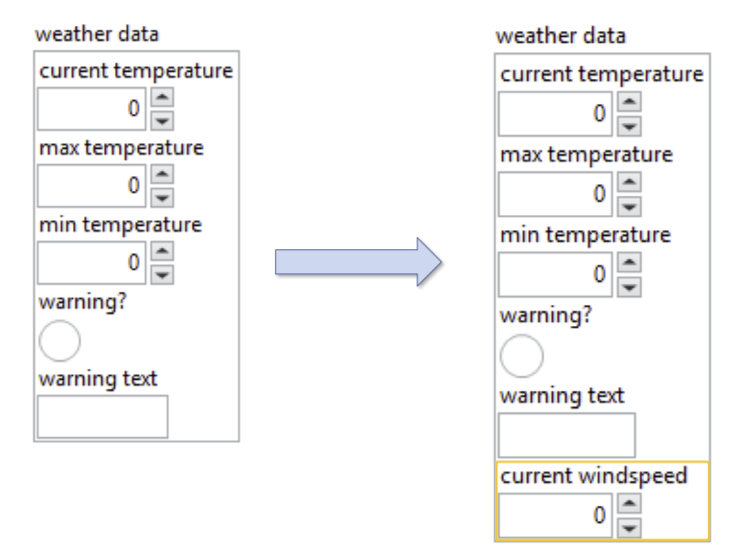 weather data
current temperature
0
max temperature
0
min temperature
0
warning?
warning text
weather data
current temperature
0
max temperature
0
min temperature
0
warning?
warning text
current windspeed
0